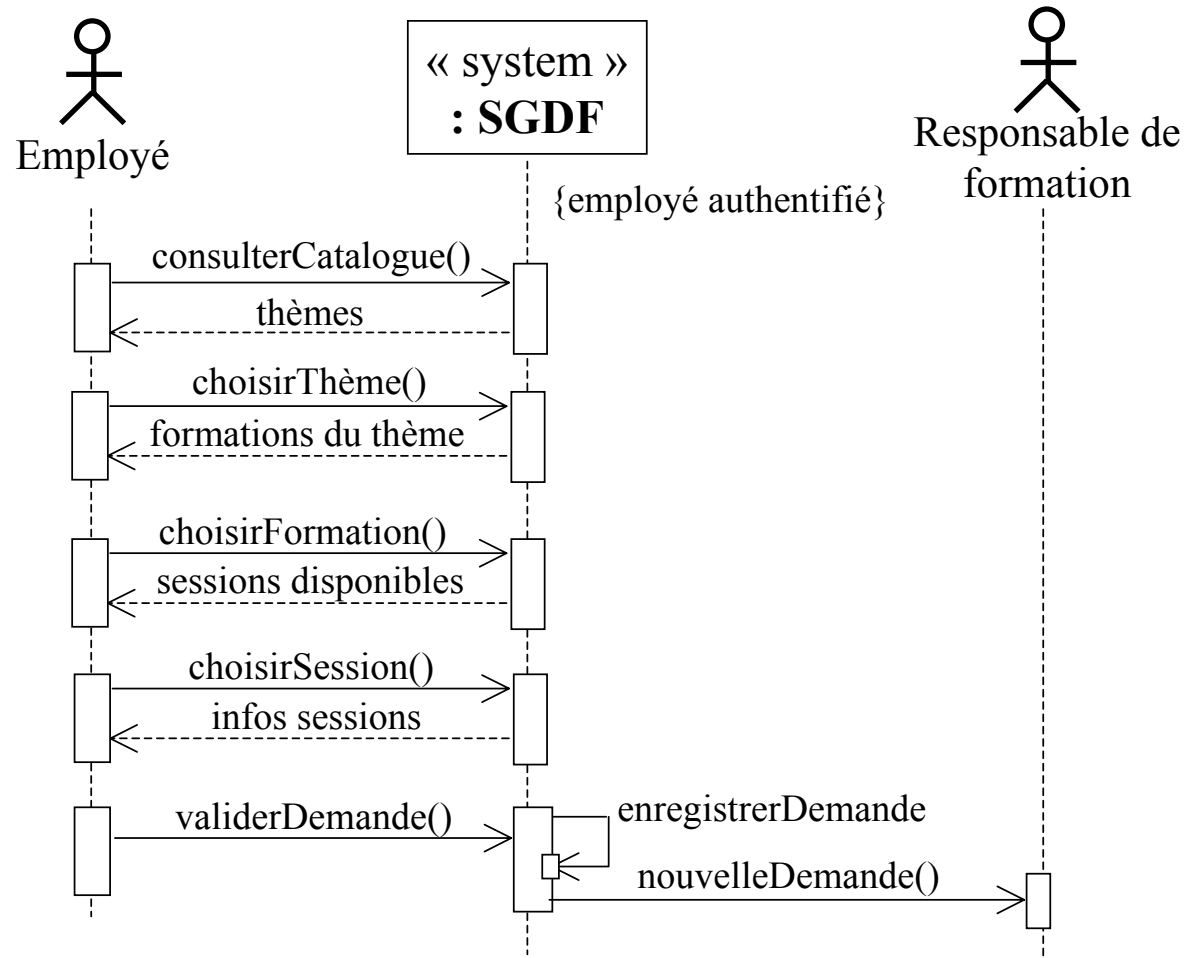 « system »
: SGDF
Employé
Responsable de
formation
{employé authentifié}
consulterCatalogue()
thèmes
choisirThème()
formations du thème
choisirFormation()
sessions disponibles
choisirSession()
infos sessions
validerDemande()
enregistrerDemande
nouvelleDemande()